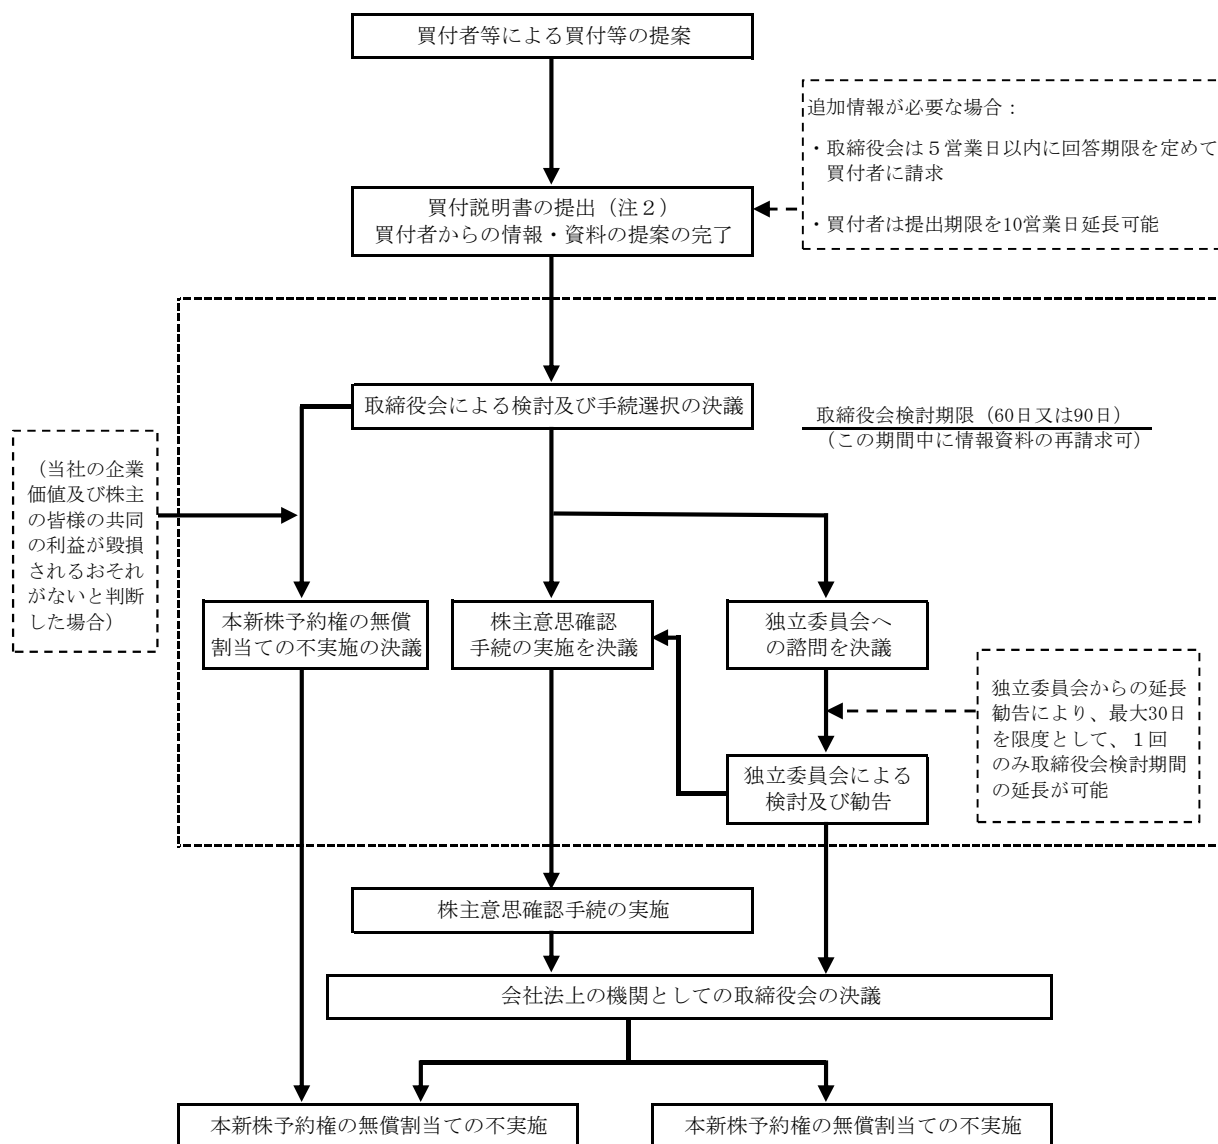 買付者等による買付等の提案
追加情報が必要な場合：
・取締役会は５営業日以内に回答期限を定めて
買付者に請求
・買付者は提出期限を10営業日延長可能
買付説明書の提出（注２）
買付者からの情報・資料の提案の完了
取締役会による検討及び手続選択の決議
取締役会検討期限（60日又は90日）
（この期間中に情報資料の再請求可）
（当社の企業
価値及び株主
の皆様の共同
の利益が毀損
されるおそれ
がないと判断
した場合）
本新株予約権の無償
割当ての不実施の決議
株主意思確認
手続の実施を決議
独立委員会へ
の諮問を決議
独立委員会からの延長
勧告により、最大30日
を限度として、１回
のみ取締役会検討期間
の延長が可能
独立委員会による
検討及び勧告
株主意思確認手続の実施
会社法上の機関としての取締役会の決議
本新株予約権の無償割当ての不実施
本新株予約権の無償割当ての不実施